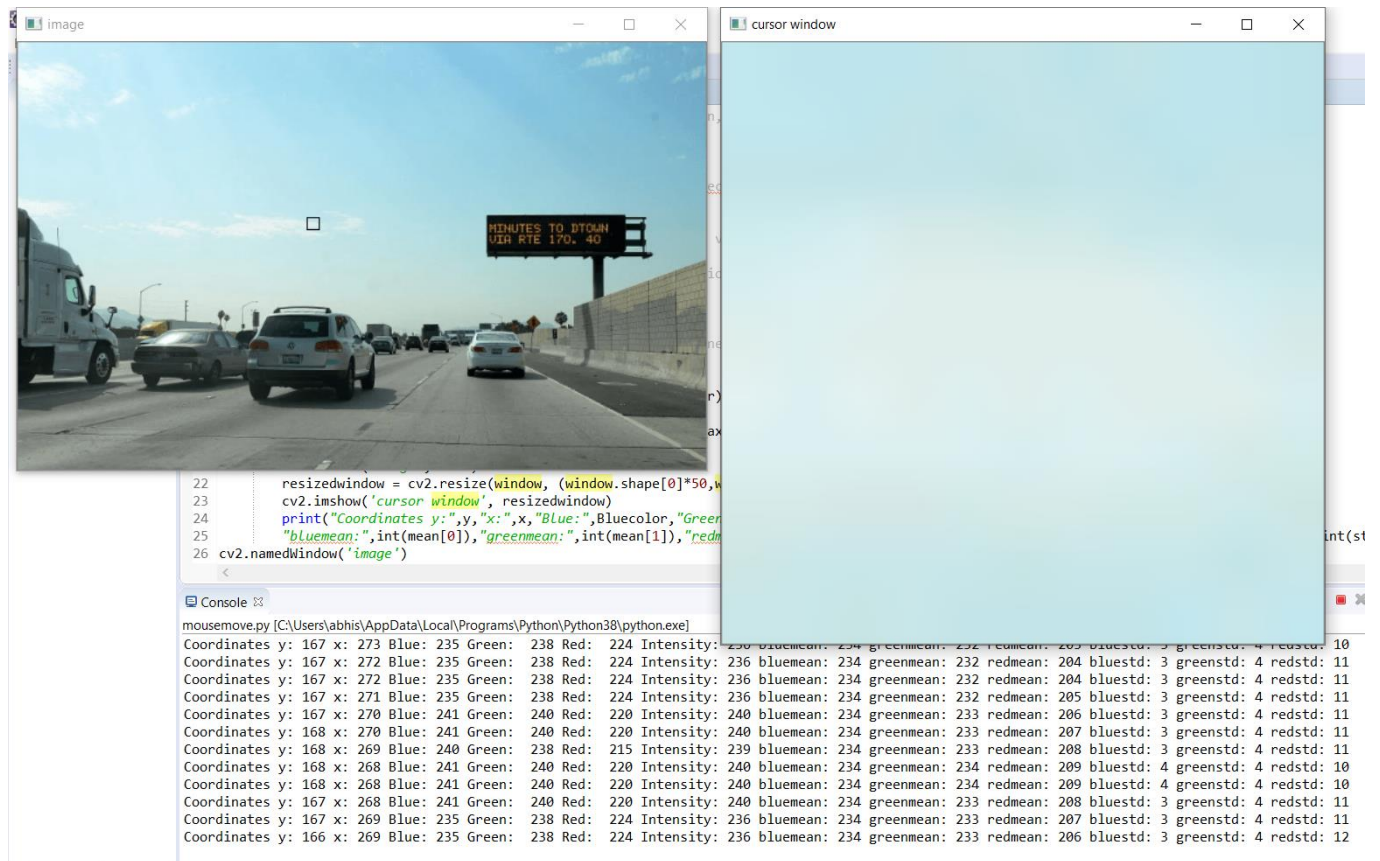 image
cursor window
MINUTES TO DTOWN
VIA RTE 170. 40
22 resizedwindow = cv2.resize(window, (window.shape[0]*50,
23 cv2.imshow('cursor window', resizedwindow)
24 print("Coordinates y:",y,"x:",x,"Blue:",Bluecolor,"Green
25 "bluemean:",int(mean[0]),"greenmean:",int(mean[1]),"redm int(st
26 cv2.namedWindow('image')
Console
mousemove.py [C:\Users\abhis\AppData\Local\Programs\Python\Python38\python.exe]
Coordinates y: 167 x: 273 Blue: 235 Green:  238 Red:  224 Intensity: 236 bluemean: 234 greenmean: 232 redmean: 203 bluestd: 3 greenstd: 4 redstd: 10
Coordinates y: 167 x: 272 Blue: 235 Green:  238 Red:  224 Intensity: 236 bluemean: 234 greenmean: 232 redmean: 204 bluestd: 3 greenstd: 4 redstd: 11
Coordinates y: 167 x: 272 Blue: 235 Green:  238 Red:  224 Intensity: 236 bluemean: 234 greenmean: 232 redmean: 204 bluestd: 3 greenstd: 4 redstd: 11
Coordinates y: 167 x: 271 Blue: 235 Green:  238 Red:  224 Intensity: 236 bluemean: 234 greenmean: 232 redmean: 205 bluestd: 3 greenstd: 4 redstd: 11
Coordinates y: 167 x: 270 Blue: 241 Green:  240 Red:  220 Intensity: 240 bluemean: 234 greenmean: 233 redmean: 206 bluestd: 3 greenstd: 4 redstd: 11
Coordinates y: 168 x: 270 Blue: 241 Green:  240 Red:  220 Intensity: 240 bluemean: 234 greenmean: 233 redmean: 207 bluestd: 3 greenstd: 4 redstd: 11
Coordinates y: 168 x: 269 Blue: 240 Green:  238 Red:  215 Intensity: 239 bluemean: 234 greenmean: 233 redmean: 208 bluestd: 3 greenstd: 4 redstd: 11
Coordinates y: 168 x: 268 Blue: 241 Green:  240 Red:  220 Intensity: 240 bluemean: 234 greenmean: 234 redmean: 209 bluestd: 4 greenstd: 4 redstd: 10
Coordinates y: 168 x: 268 Blue: 241 Green:  240 Red:  220 Intensity: 240 bluemean: 234 greenmean: 234 redmean: 209 bluestd: 4 greenstd: 4 redstd: 10
Coordinates y: 167 x: 268 Blue: 241 Green:  240 Red:  220 Intensity: 240 bluemean: 234 greenmean: 233 redmean: 208 bluestd: 3 greenstd: 4 redstd: 11
Coordinates y: 167 x: 269 Blue: 235 Green:  238 Red:  224 Intensity: 236 bluemean: 234 greenmean: 233 redmean: 207 bluestd: 3 greenstd: 4 redstd: 11
Coordinates y: 166 x: 269 Blue: 235 Green:  238 Red:  224 Intensity: 236 bluemean: 234 greenmean: 233 redmean: 206 bluestd: 3 greenstd: 4 redstd: 12